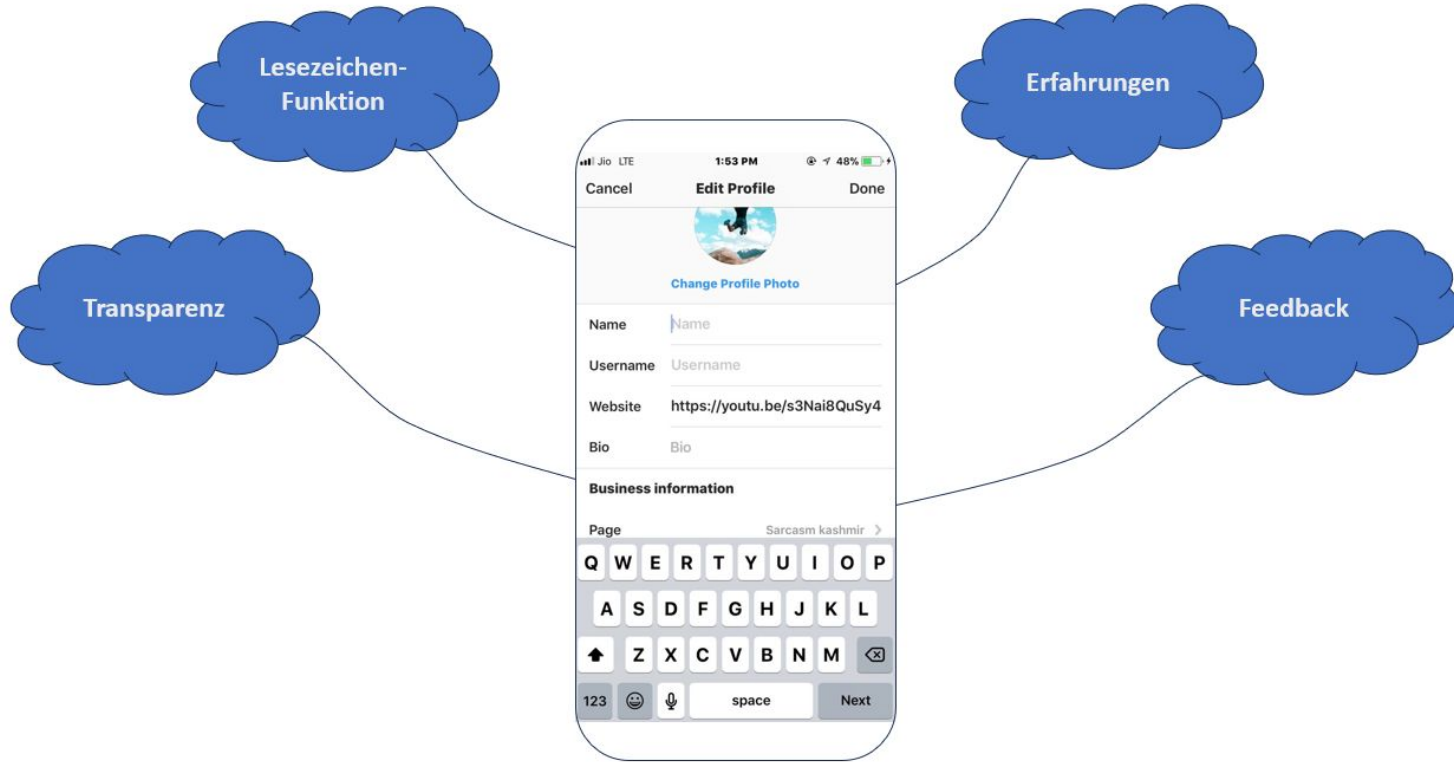 Lesezeichen-
Funktion
Erfahrungen
Transparenz
Feedback
Jio LTE 1:53 PM 48%
Cancel Edit Profile Done
Change Profile Photo
Name Name
Username Username
Website https://youtu.be/s3Nai8QuSy4
Bio Bio
Business information
Page Sarcasm kashmir
Q W E R T Y U I O P
A S D F G H J K L
Z X C V B N M
123 space Next